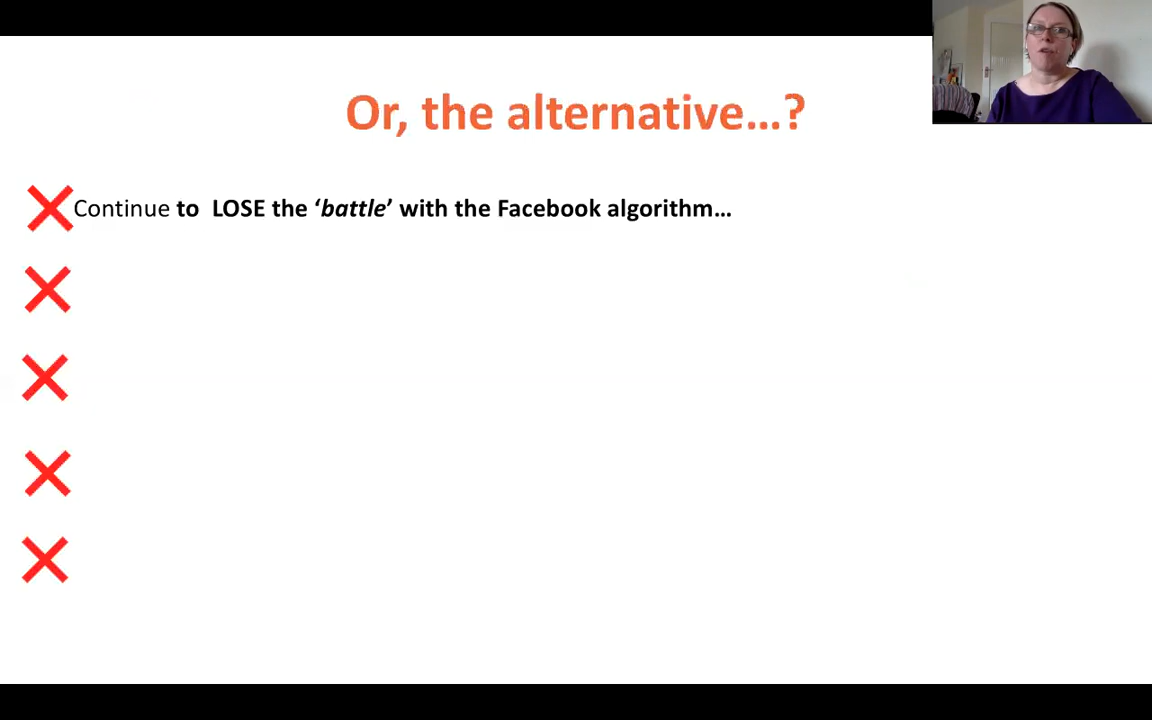 Or, the alternative...?
Continue to  LOSE the ‘battle’ with the Facebook algorithm...